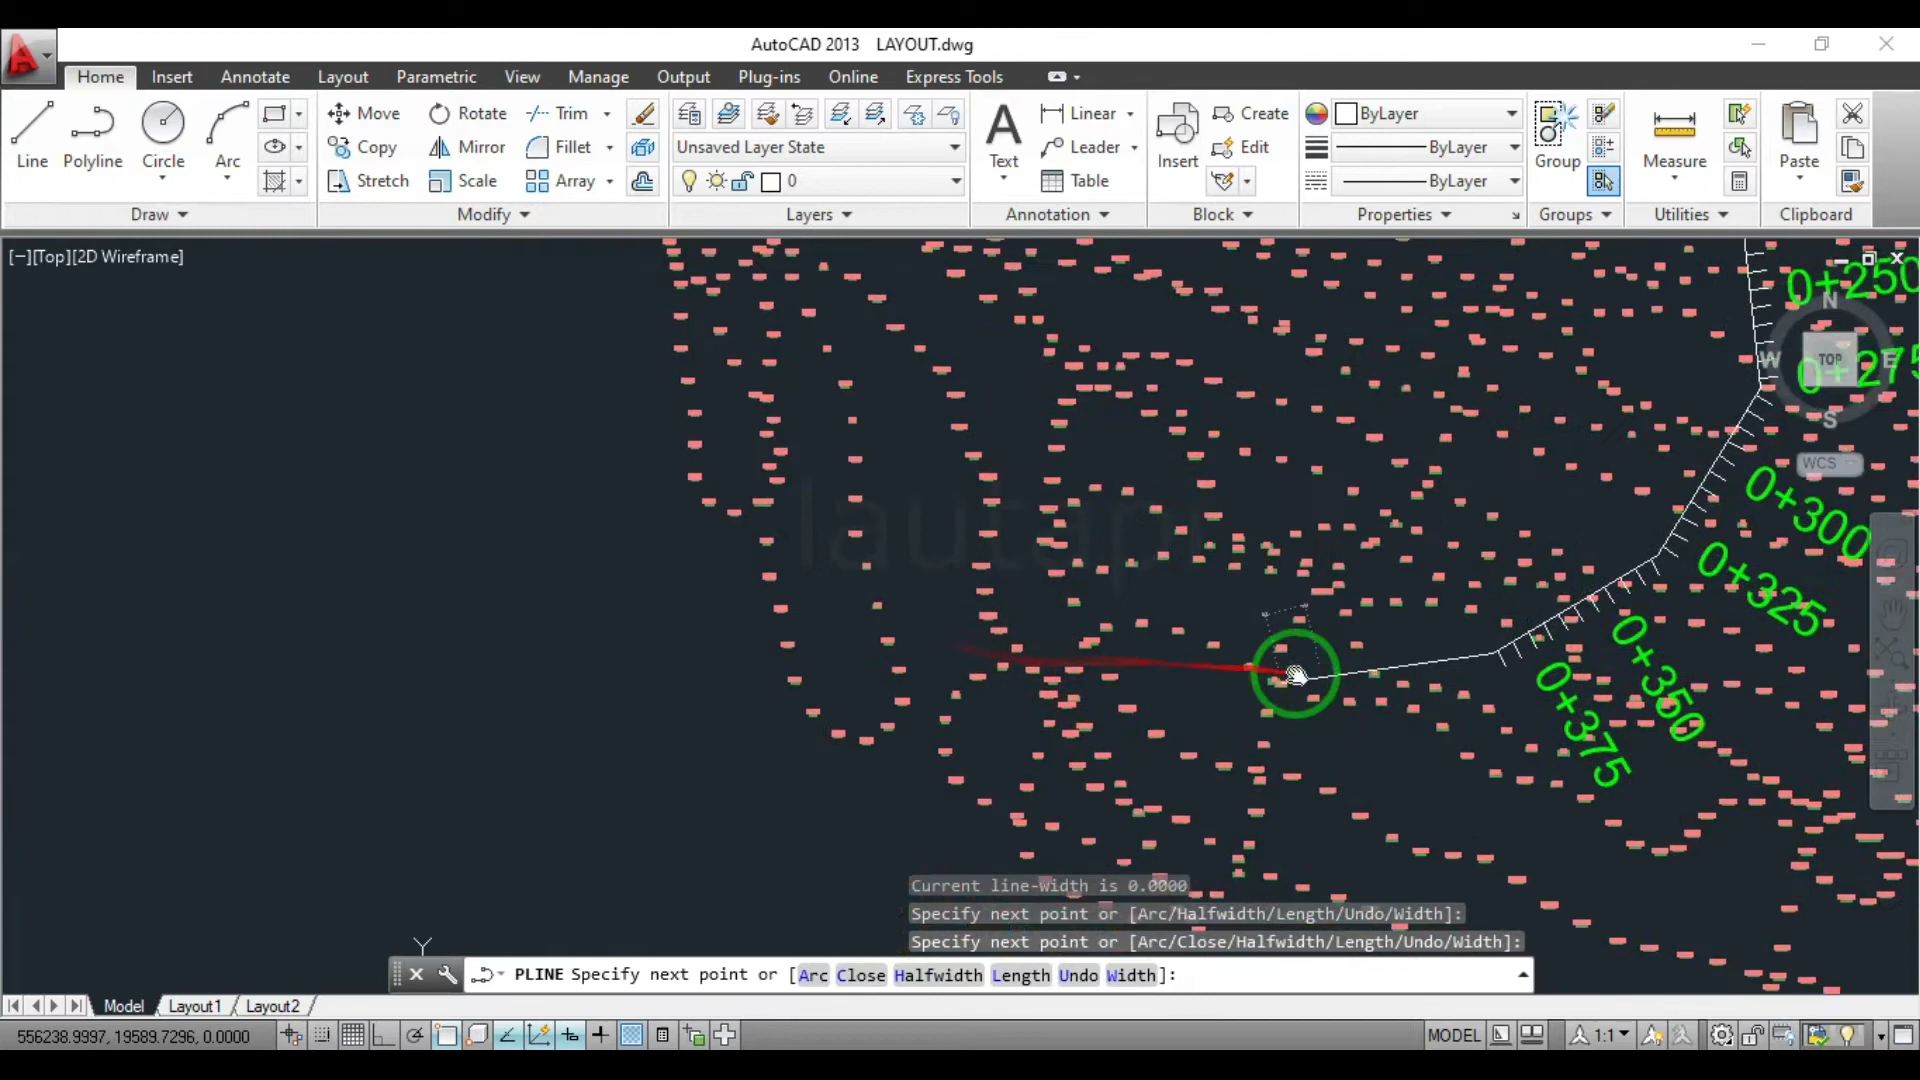 AutoCAD 2013 LAYOUT.dwg
Home Insert Annotate Layout Parametric View Manage Output Plug-ins Online Express Tools
Line Polyline Circle Arc
Move Rotate Trim
Copy Mirror Fillet
Stretch Scale Array
Unsaved Layer State
0
Text
Linear
Leader
Table
Insert
Create
Edit
ByLayer
ByLayer
ByLayer
Group
Measure
Paste
Draw Modify Layers Annotation Block Properties Groups Utilities Clipboard
[−][Top][2D Wireframe]
0+250
N
W TOP E
0+275
S
WCS
0+300
0+325
0+350
0+375
Current line-width is 0.0000
Specify next point or [Arc/Halfwidth/Length/Undo/Width]:
Specify next point or [Arc/Close/Halfwidth/Length/Undo/Width]:
Y
PLINE Specify next point or [Arc Close Halfwidth Length Undo Width]:
Model Layout1 Layout2
556238.9997, 19589.7296, 0.0000
MODEL
1:1